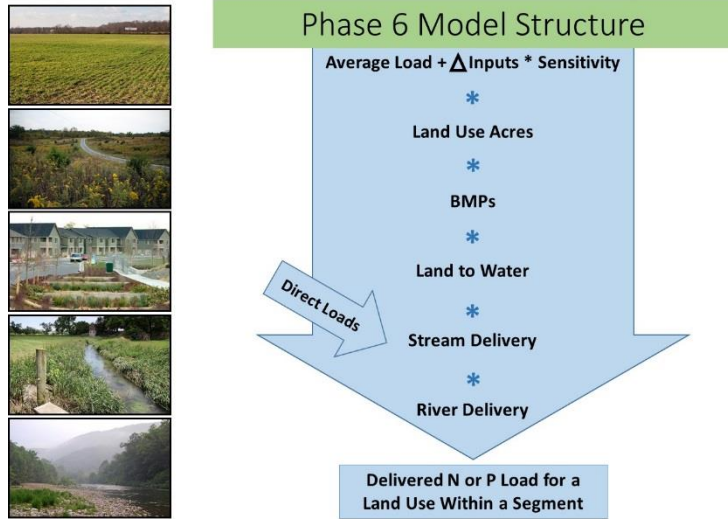 Phase 6 Model Structure
Average Load + Δ Inputs * Sensitivity
*
Land Use Acres
*
BMPs
*
Land to Water
Direct Loads
*
Stream Delivery
*
River Delivery
Delivered N or P Load for a
Land Use Within a Segment